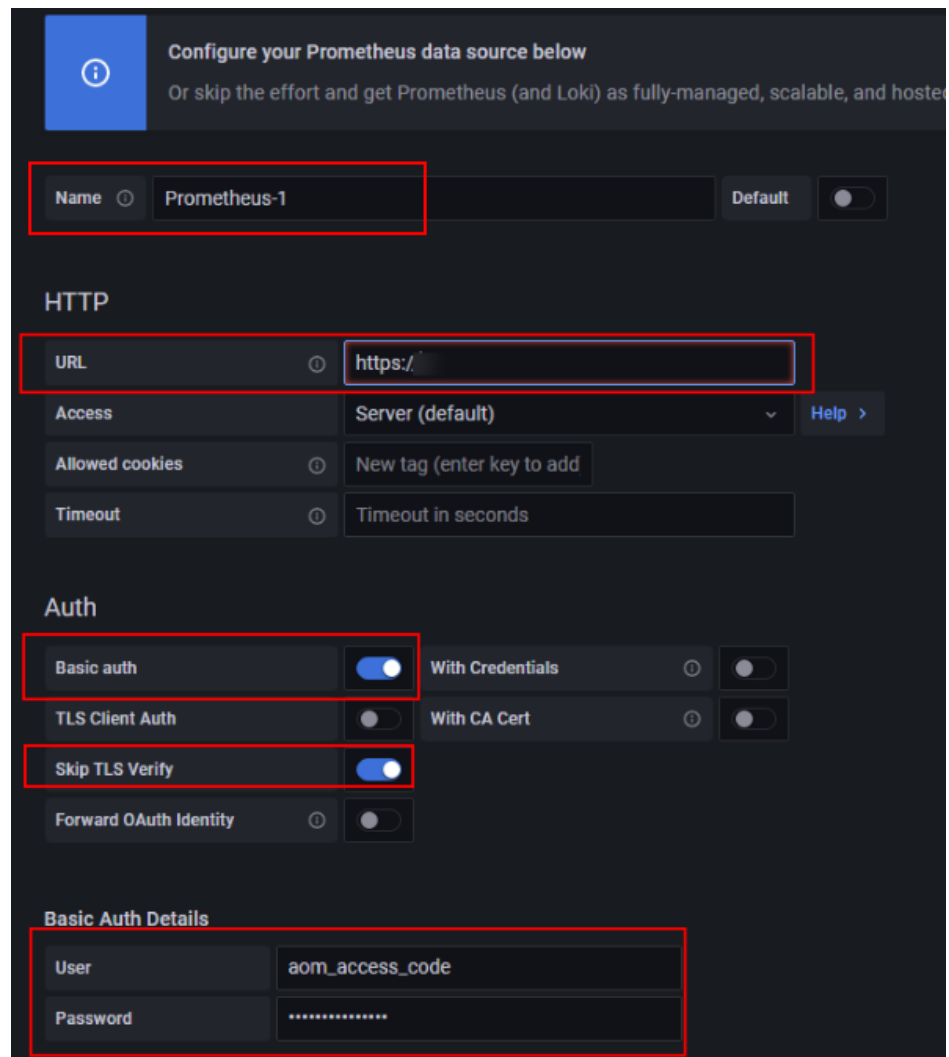 Configure your Prometheus data source below
Or skip the effort and get Prometheus (and Loki) as fully-managed, scalable, and hosted
Name Prometheus-1 Default
HTTP
URL https:/
Access Server (default) Help >
Allowed cookies New tag (enter key to add
Timeout Timeout in seconds
Auth
Basic auth With Credentials
TLS Client Auth With CA Cert
Skip TLS Verify
Forward OAuth Identity
Basic Auth Details
User aom_access_code
Password •••••••••••••••